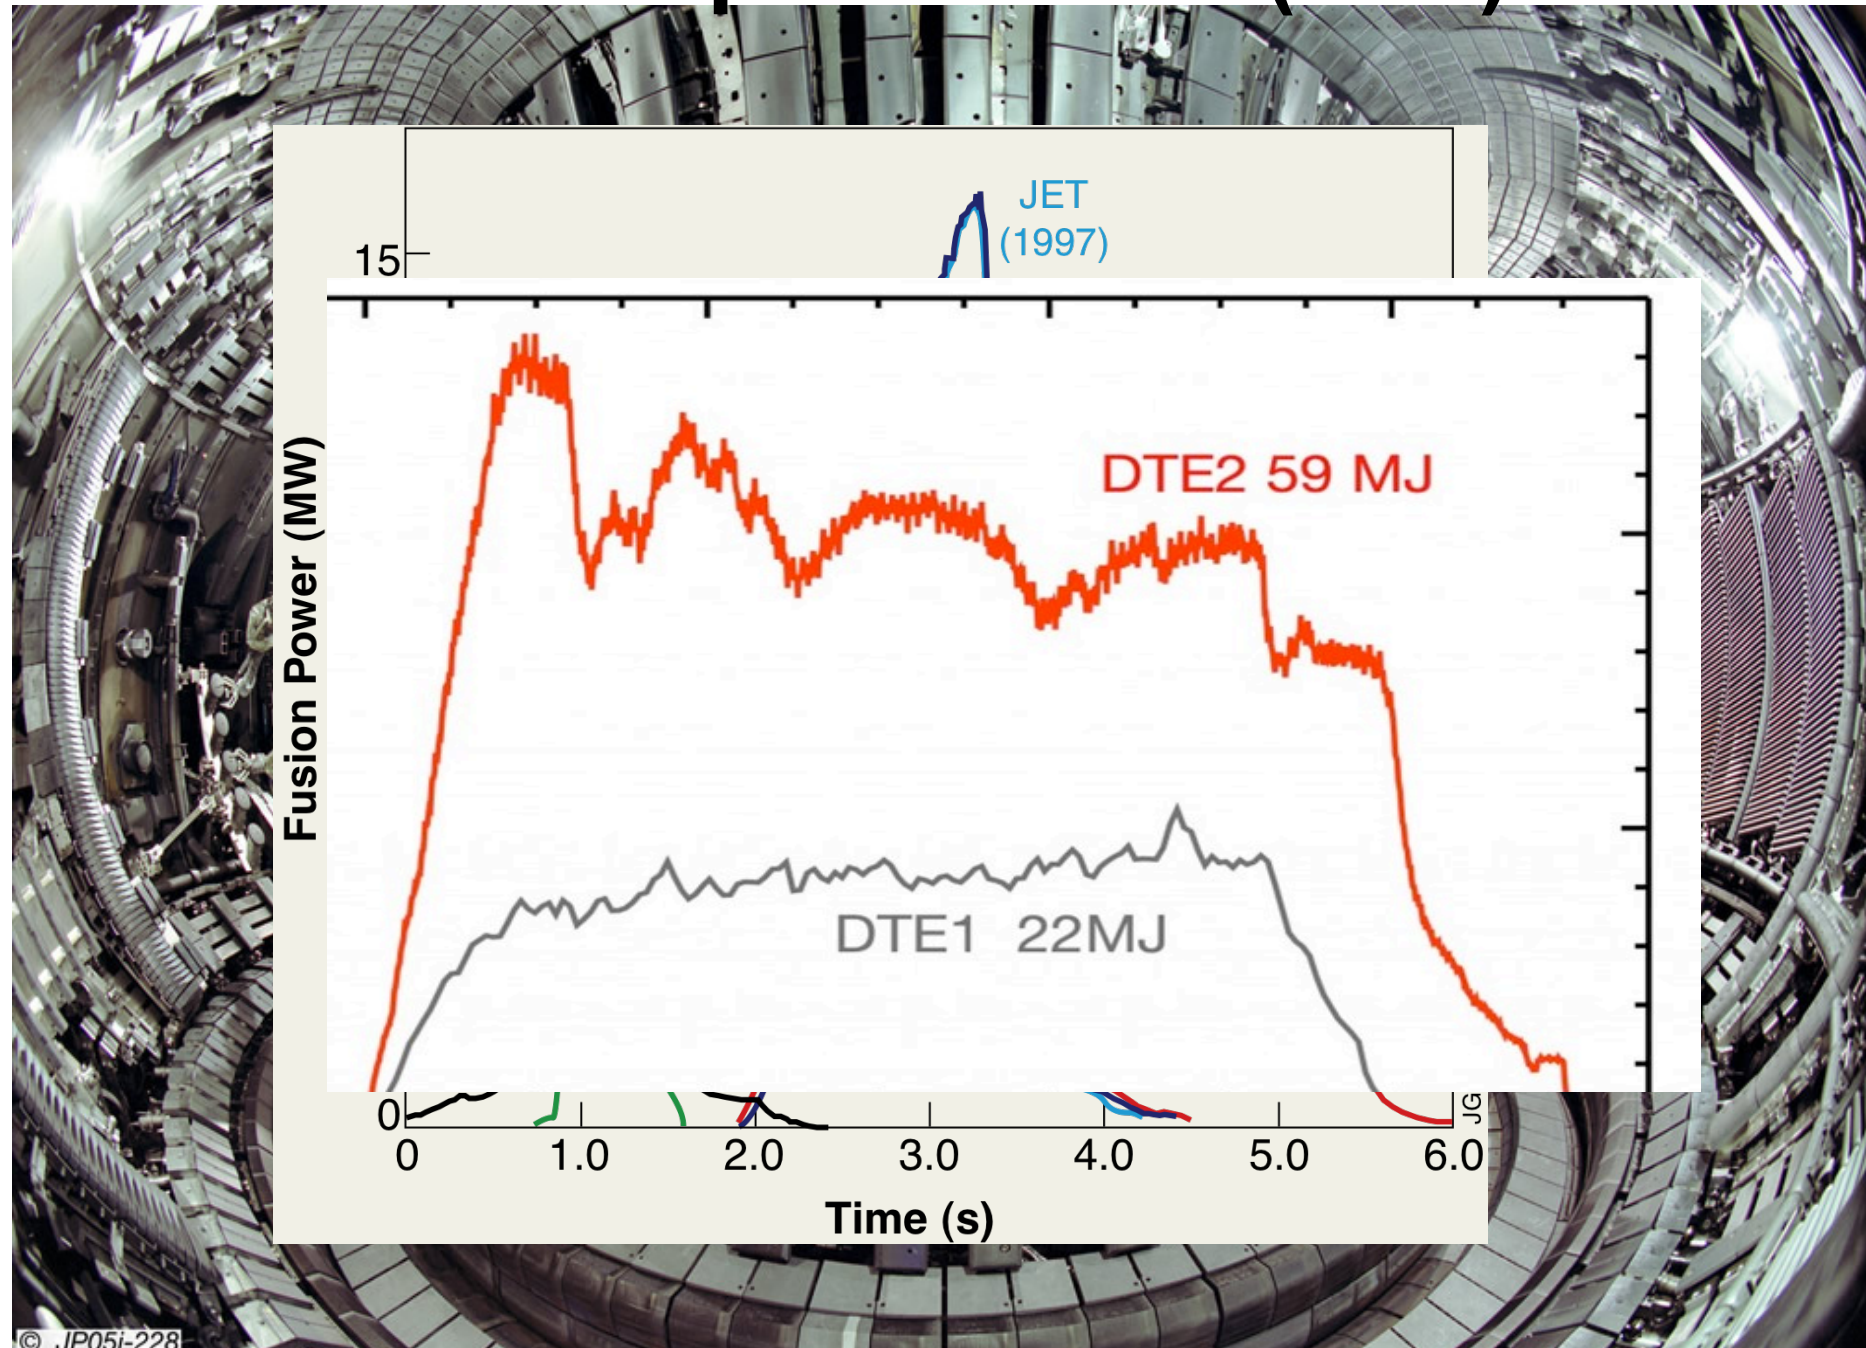 JET
(1997)
15
Fusion Power (MW)
DTE2 59 MJ
DTE1 22MJ
0
JG
0 1.0 2.0 3.0 4.0 5.0 6.0
Time (s)
© JP05i-228